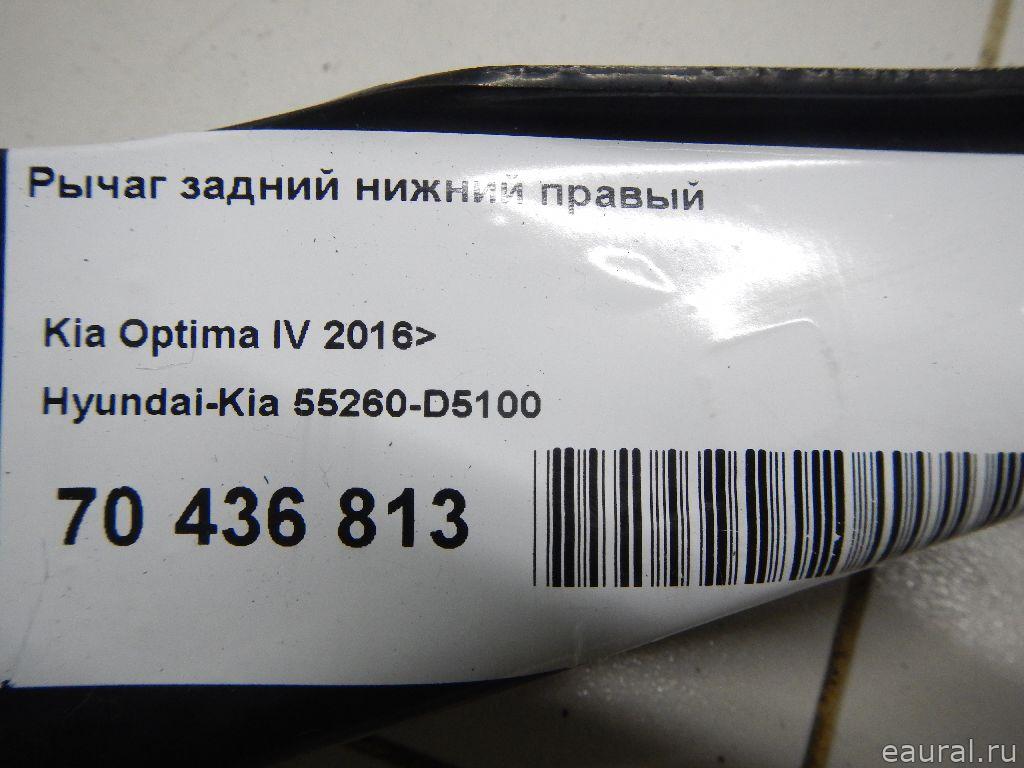 Рычаг задний нижний правый
Kia Optima IV 2016>
Hyundai-Kia 55260-D5100
70 436 813
eaural.ru